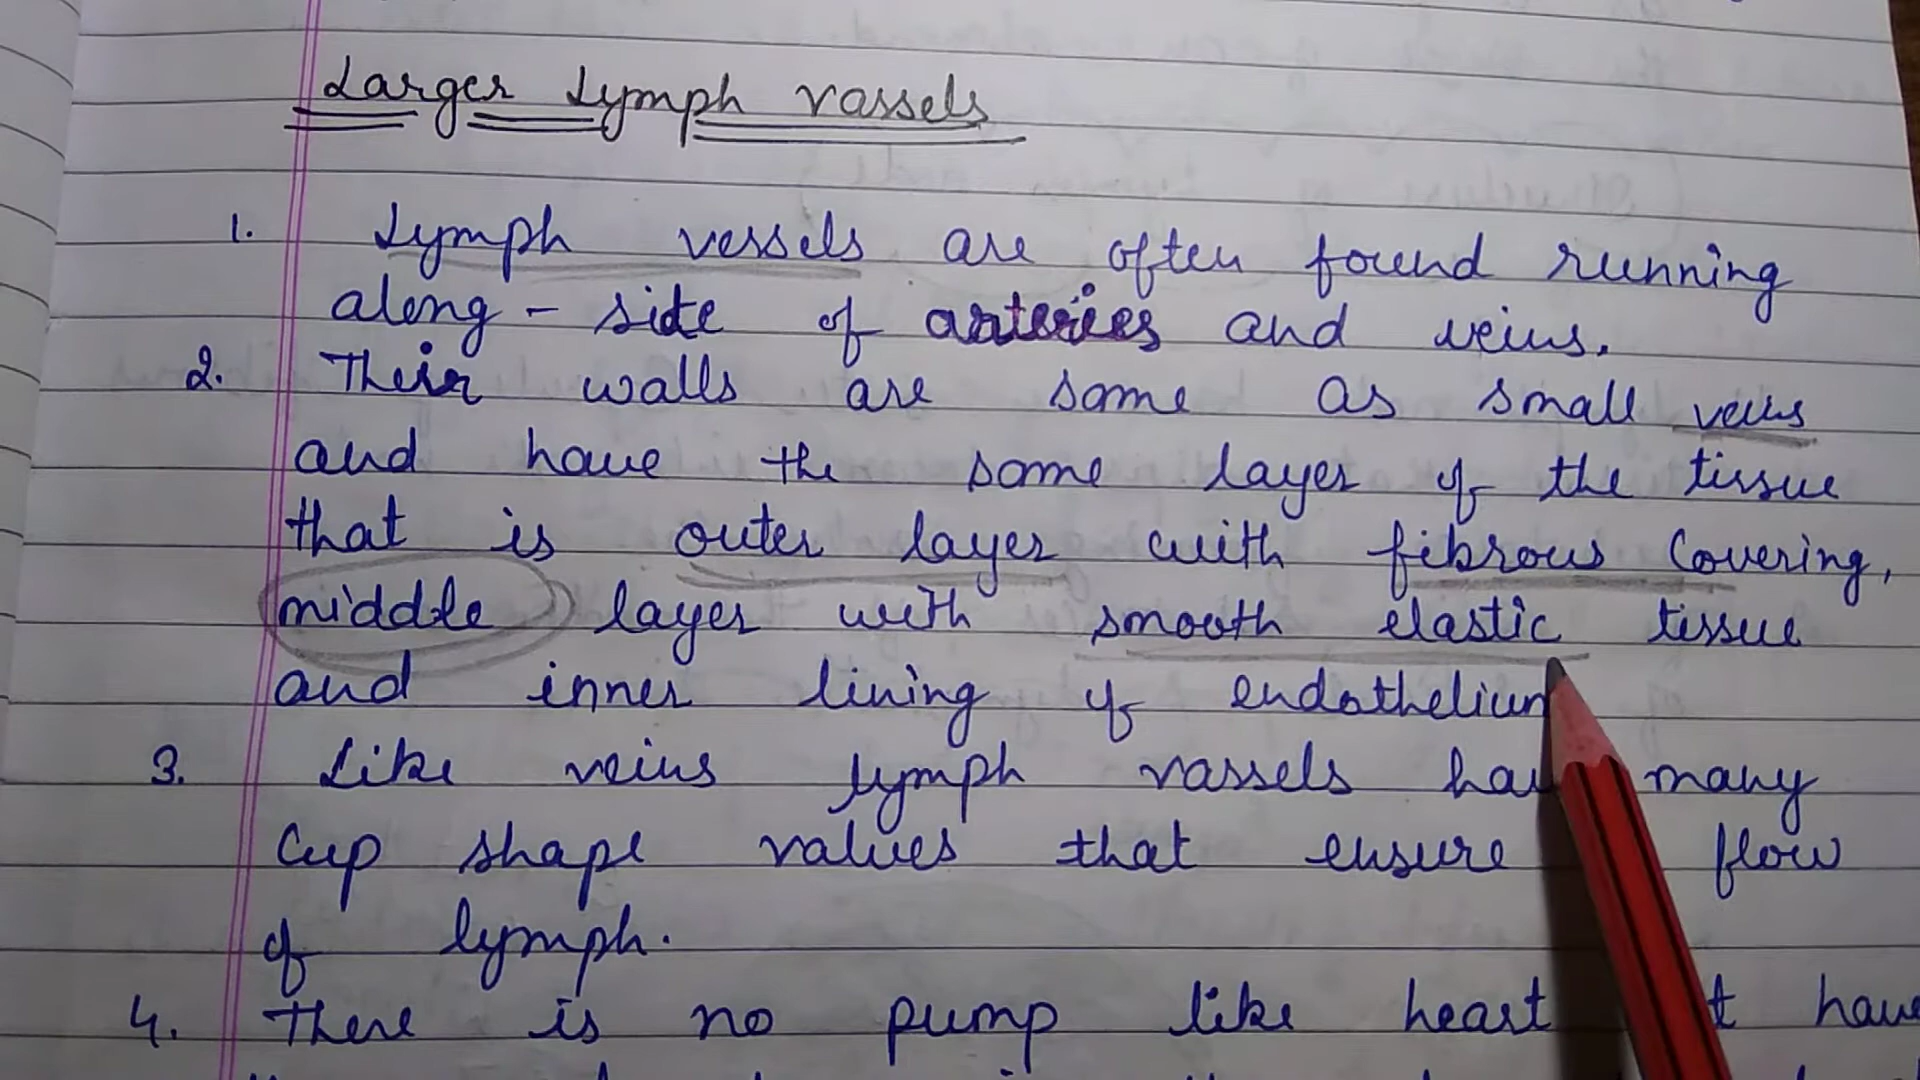 Larger Lymph vassels
1. Lymph vessels are often found running
along - side of arteries and veins.
2. Their walls are same as small veins
and have the same layer of the tissue
that is outer layer with fibrous Covering,
middle layer with smooth elastic tissue
and inner lining of endothelium
3. Like veins lymph vassels many
Cup shape values that ensure flow
of lymph.
4. There is no pump like heart have